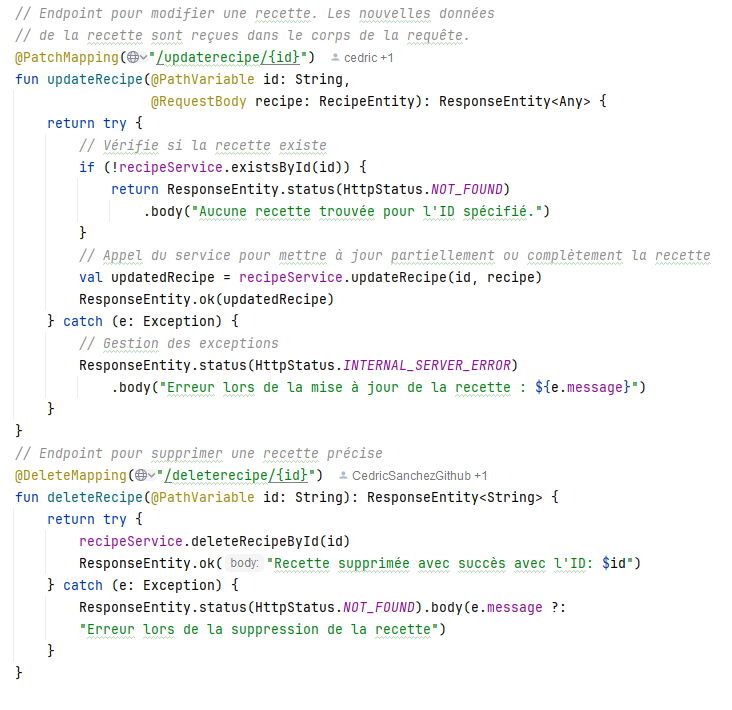 // Endpoint pour modifier une recette. Les nouvelles données
// de la recette sont reçues dans le corps de la requête.
@PatchMapping("/updaterecipe/{id}") cedric +1
fun updateRecipe(@PathVariable id: String,
                 @RequestBody recipe: RecipeEntity): ResponseEntity<Any> {
    return try {
        // Vérifie si la recette existe
        if (!recipeService.existsById(id)) {
            return ResponseEntity.status(HttpStatus.NOT_FOUND)
                .body("Aucune recette trouvée pour l'ID spécifié.")
        }
        // Appel du service pour mettre à jour partiellement ou complètement la recette
        val updatedRecipe = recipeService.updateRecipe(id, recipe)
        ResponseEntity.ok(updatedRecipe)
    } catch (e: Exception) {
        // Gestion des exceptions
        ResponseEntity.status(HttpStatus.INTERNAL_SERVER_ERROR)
            .body("Erreur lors de la mise à jour de la recette : ${e.message}")
    }
}
// Endpoint pour supprimer une recette précise
@DeleteMapping("/deleterecipe/{id}") CedricSanchezGithub +1
fun deleteRecipe(@PathVariable id: String): ResponseEntity<String> {
    return try {
        recipeService.deleteRecipeById(id)
        ResponseEntity.ok( body: "Recette supprimée avec succès avec l'ID: $id")
    } catch (e: Exception) {
        ResponseEntity.status(HttpStatus.NOT_FOUND).body(e.message ?:
        "Erreur lors de la suppression de la recette")
    }
}